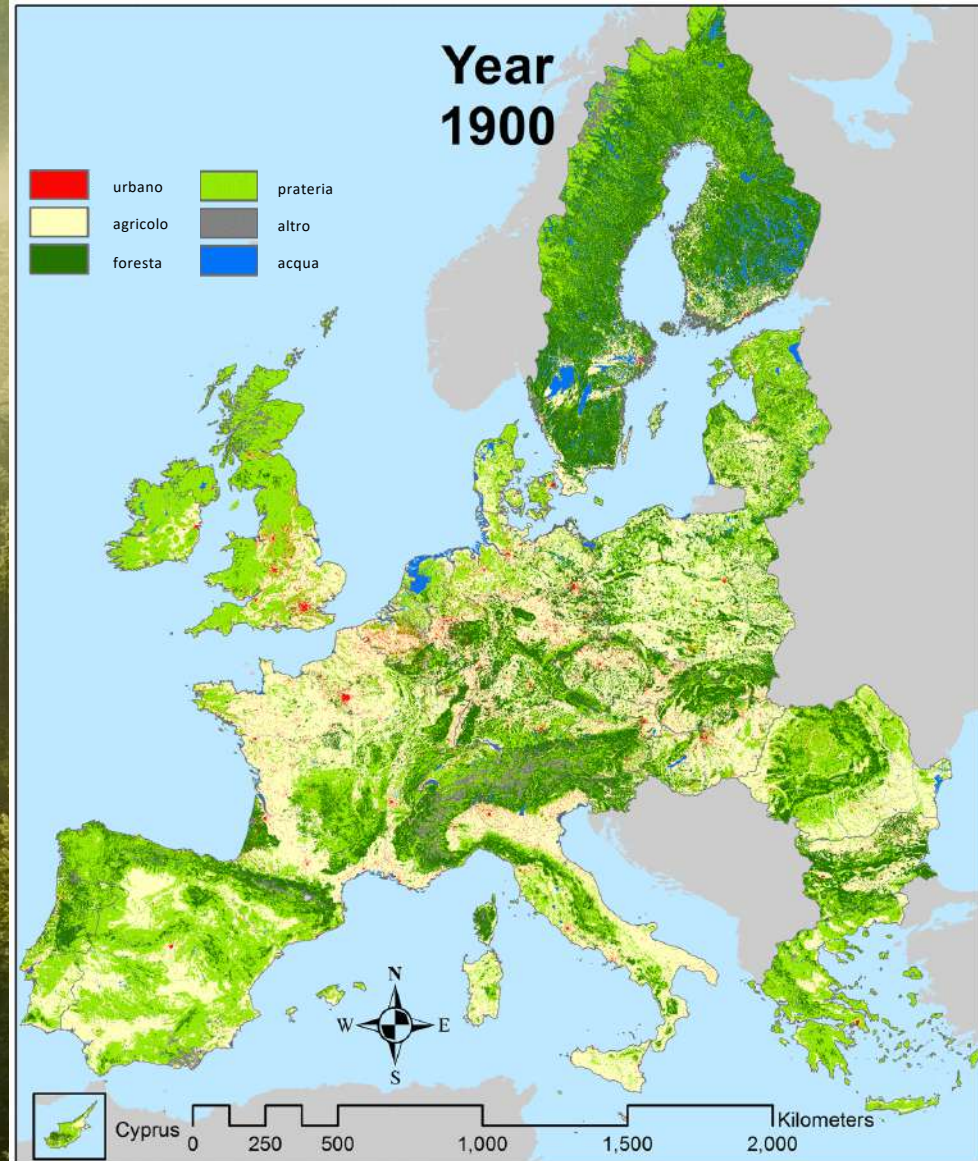 Year
1900
urbano
prateria
agricolo
altro
foresta
acqua
N
W E
S
Cyprus
Kilometers
0 250 500 1,000 1,500 2,000